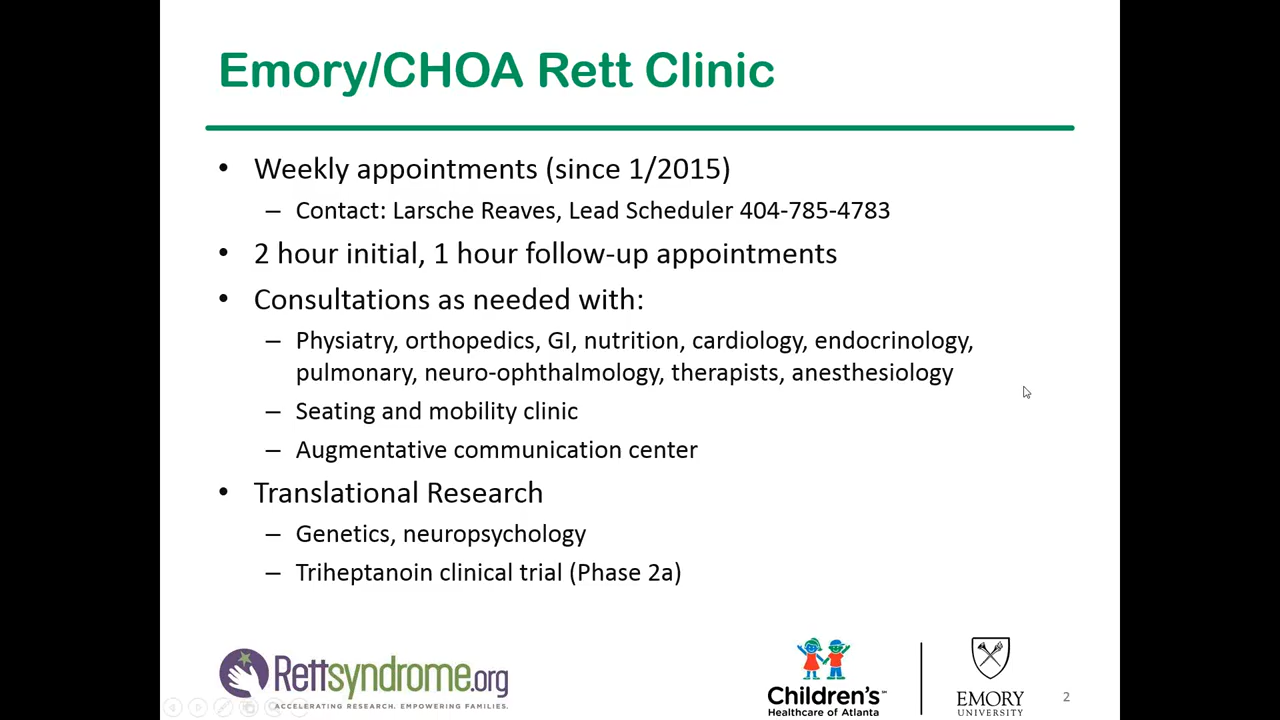 Emory/CHOA Rett Clinic
• Weekly appointments (since 1/2015)
– Contact: Larsche Reaves, Lead Scheduler 404-785-4783
• 2 hour initial, 1 hour follow-up appointments
• Consultations as needed with:
– Physiatry, orthopedics, GI, nutrition, cardiology, endocrinology,
pulmonary, neuro-ophthalmology, therapists, anesthesiology
– Seating and mobility clinic
– Augmentative communication center
• Translational Research
– Genetics, neuropsychology
– Triheptanoin clinical trial (Phase 2a)
Rettsyndrome.org
ACCELERATING RESEARCH. EMPOWERING FAMILIES.
Children's™
Healthcare of Atlanta
EMORY
UNIVERSITY
2